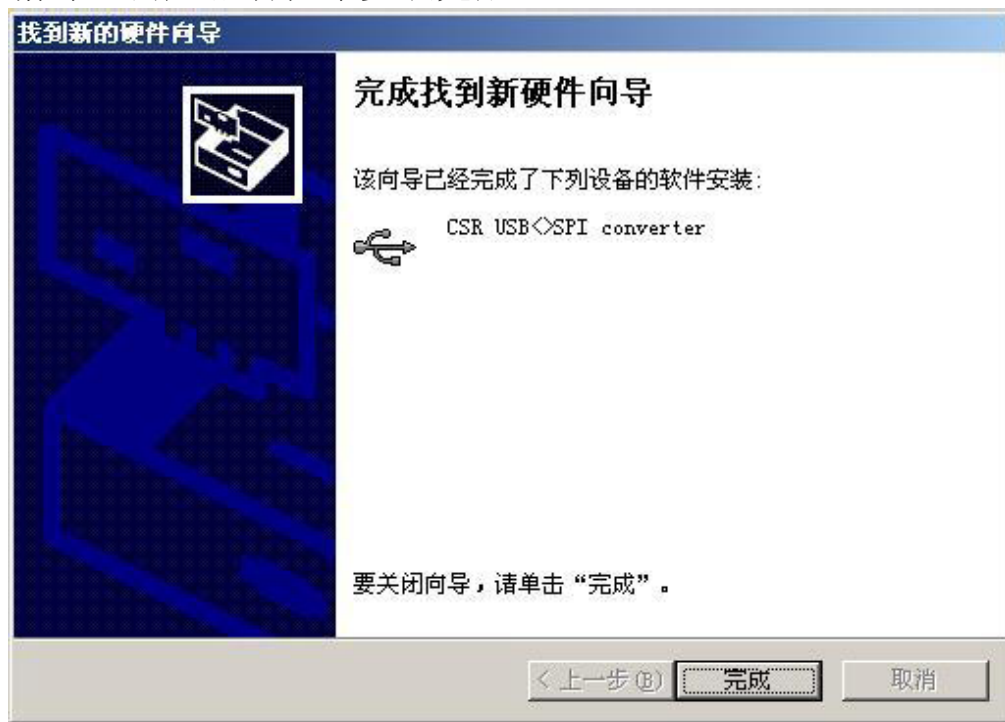 找到新的硬件向导
完成找到新硬件向导
该向导已经完成了下列设备的软件安装:
CSR USB<>SPI converter
要关闭向导，请单击“完成”。
< 上一步(B)
完成
取消